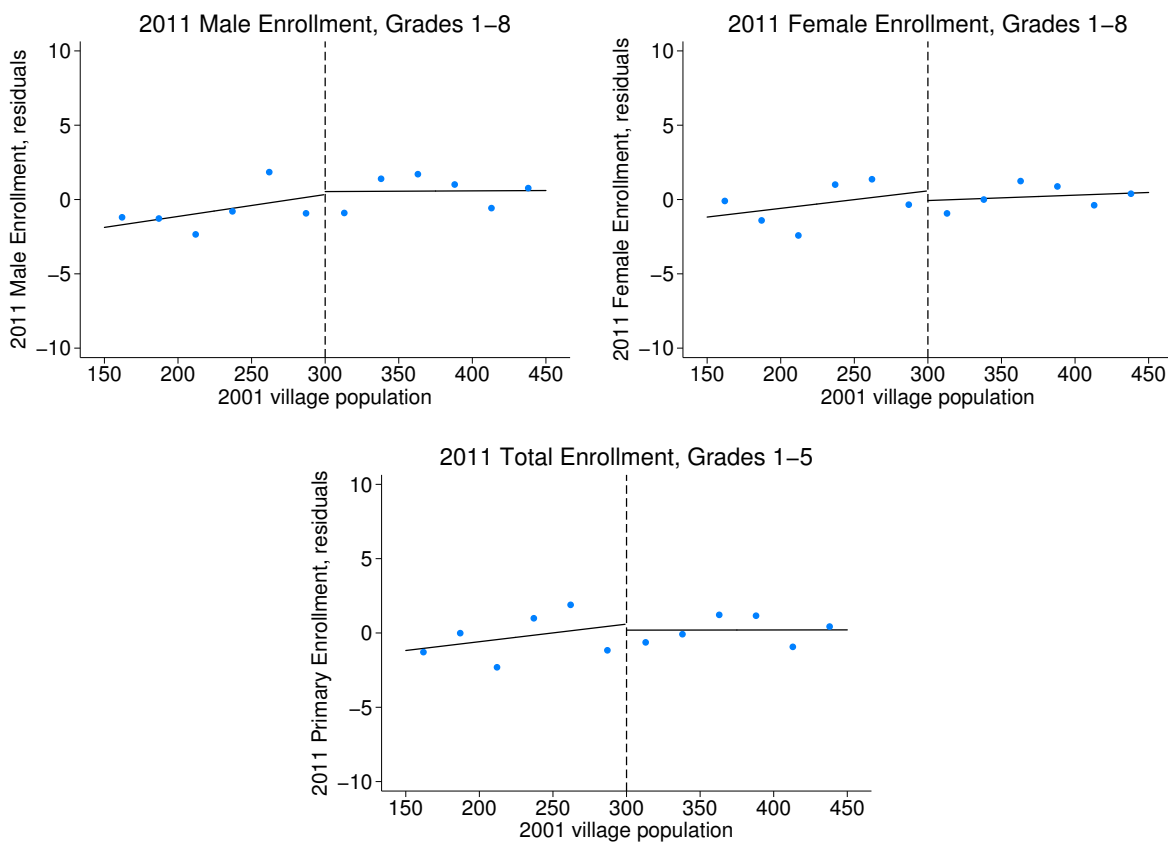 2011 Male Enrollment, Grades 1−8
2011 Male Enrollment, residuals
10
5
0
−5
−10
150 200 250 300 350 400 450
2001 village population
2011 Female Enrollment, Grades 1−8
2011 Female Enrollment, residuals
10
5
0
−5
−10
150 200 250 300 350 400 450
2001 village population
2011 Total Enrollment, Grades 1−5
2011 Primary Enrollment, residuals
10
5
0
−5
−10
150 200 250 300 350 400 450
2001 village population